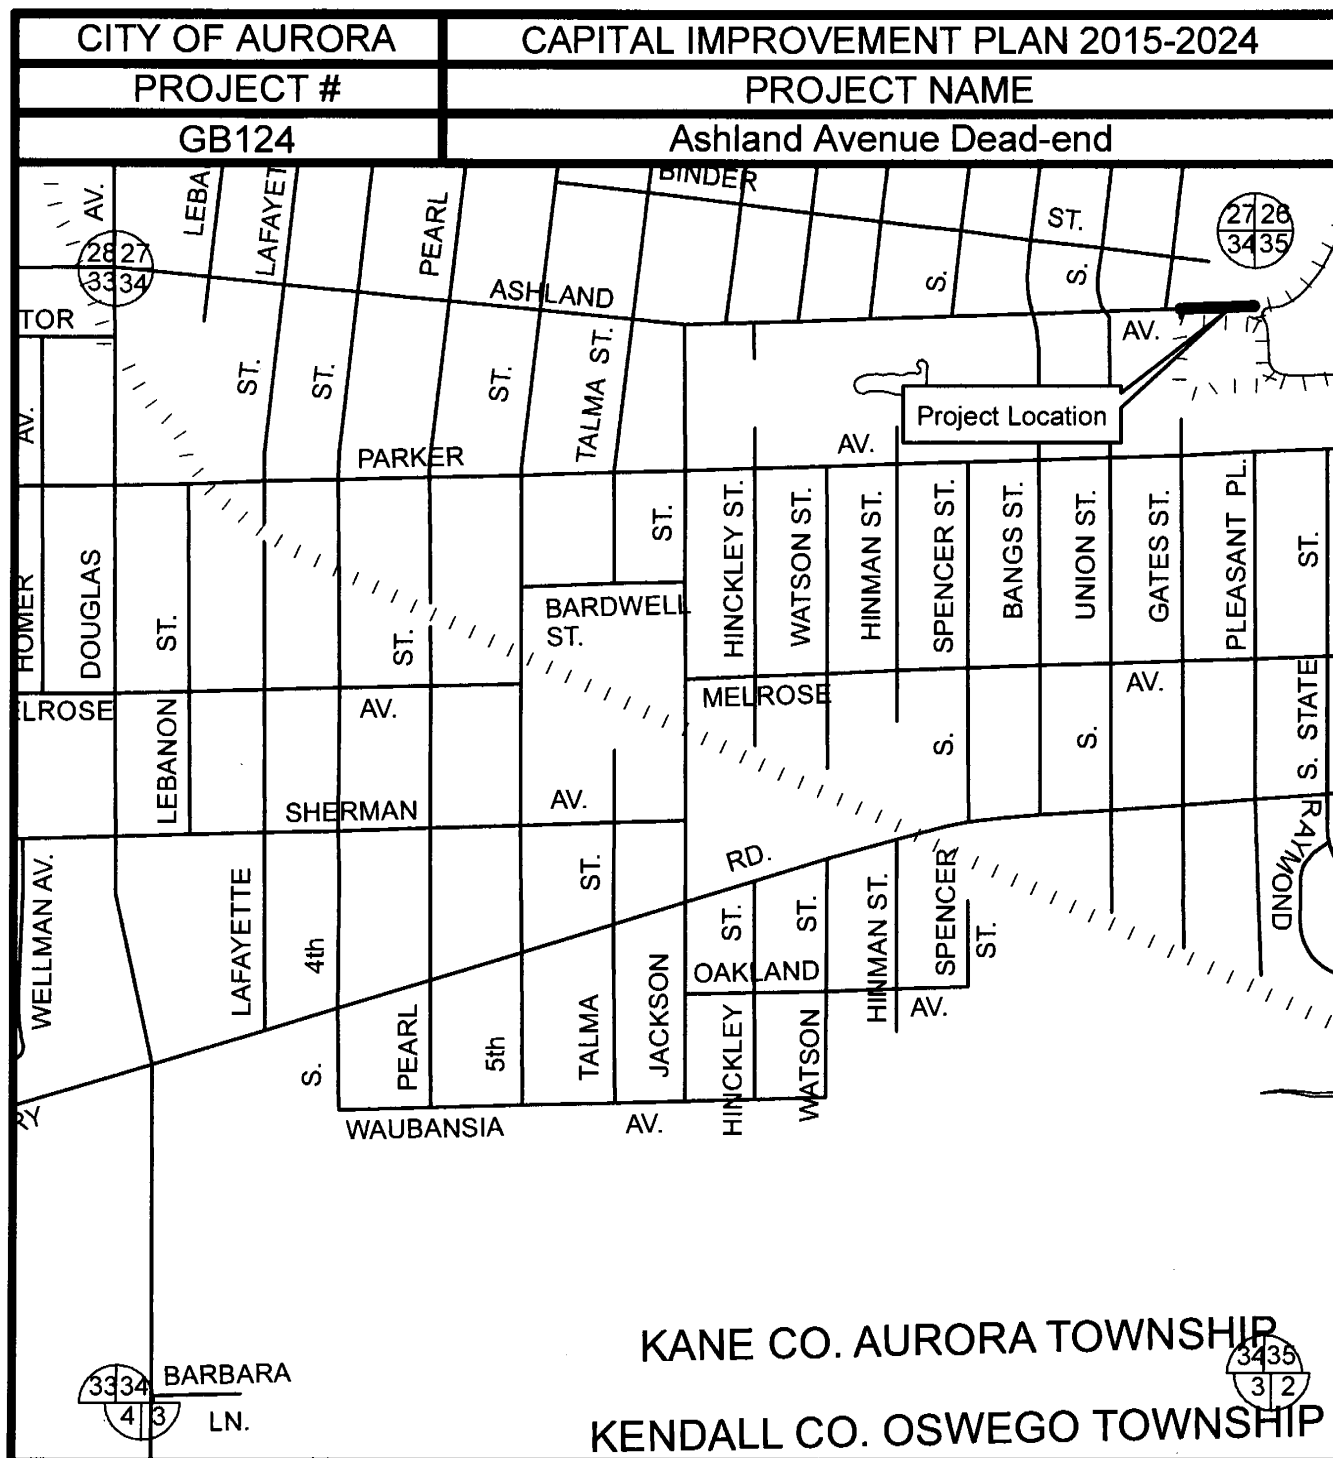 CITY OF AURORA
CAPITAL IMPROVEMENT PLAN 2015-2024
PROJECT #
PROJECT NAME
GB124
Ashland Avenue Dead-end
AV.
LEBA
LAFAYET
PEARL
BINDER
ST.
27 26
34 35
28 27
33 34
ASHLAND
S.
S.
AV.
TOR
ST.
ST.
ST.
TALMA ST.
Project Location
AV.
PARKER
AV.
HOMER
DOUGLAS
ST.
ST.
BARDWELL
ST.
ST.
HINCKLEY ST.
WATSON ST.
HINMAN ST.
SPENCER ST.
BANGS ST.
UNION ST.
GATES ST.
PLEASANT PL.
ST.
ELROSE
AV.
MELROSE
AV.
LEBANON
S.
S.
S. STATE
SHERMAN
AV.
RAYMOND
WELLMAN AV.
LAFAYETTE
4th
S.
PEARL
5th
ST.
TALMA
JACKSON
RD.
ST.
HINCKLEY
ST.
WATSON
HINMAN ST.
SPENCER
ST.
OAKLAND
AV.
RY
WAUBANSIA
AV.
KANE CO. AURORA TOWNSHIP
34 35
3 2
33 34
4 3
BARBARA
LN.
KENDALL CO. OSWEGO TOWNSHIP